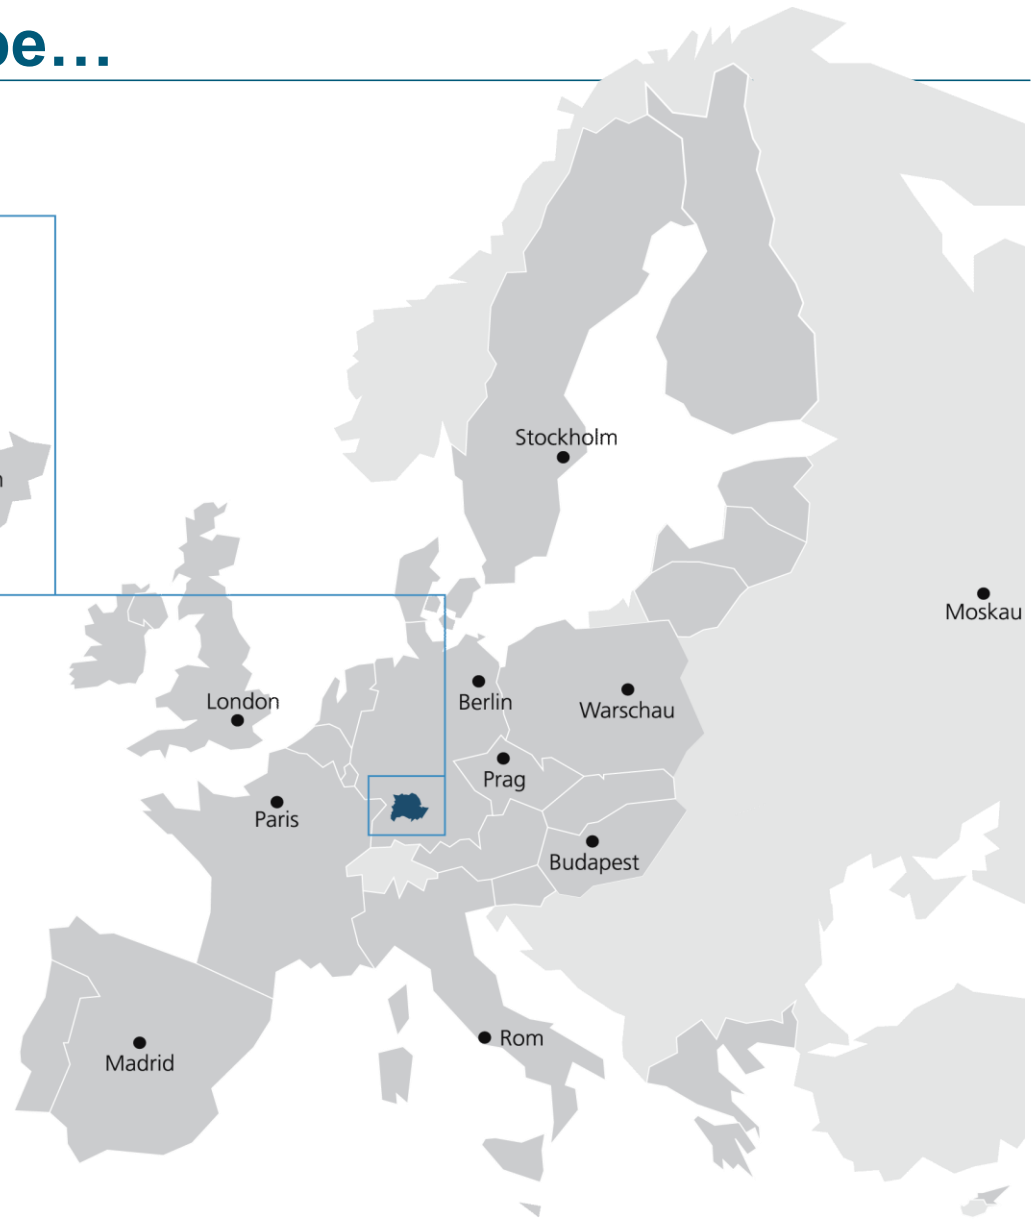 pe…
Stockholm
Moskau
London
Berlin
Warschau
Prag
Paris
Budapest
Rom
Madrid